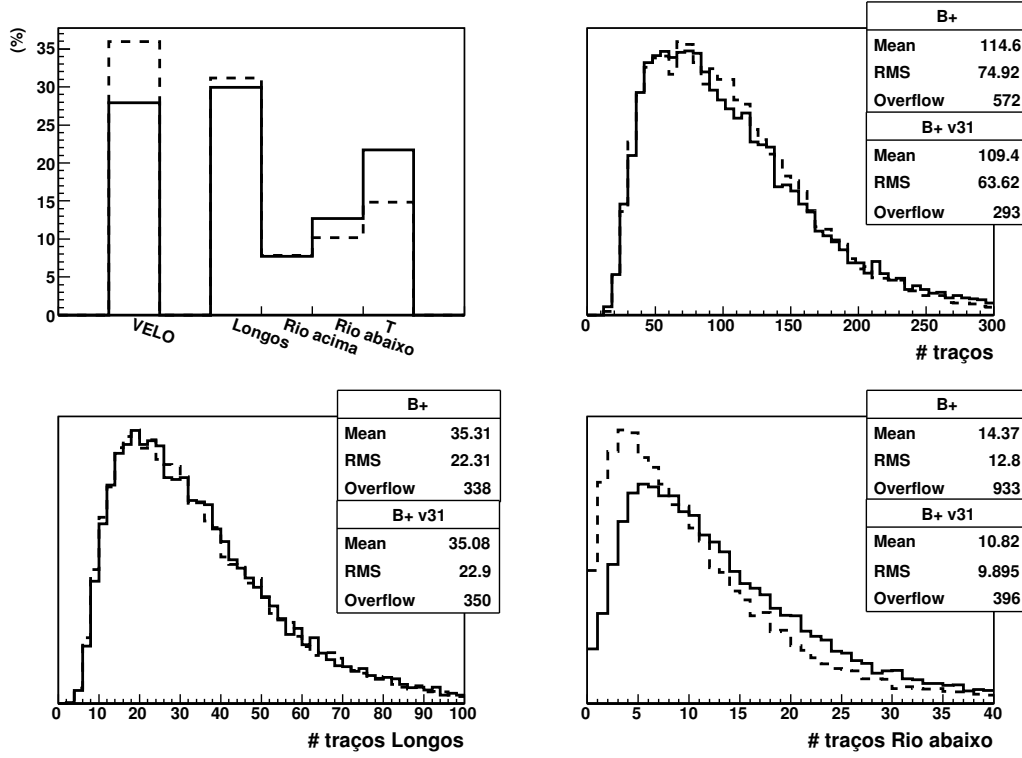 (%)
35
30
25
20
15
10
5
0
VELO
Longos
Rio acima
Rio abaixo
T
B+
Mean 114.6
RMS 74.92
Overflow 572
B+ v31
Mean 109.4
RMS 63.62
Overflow 293
0 50 100 150 200 250 300
# traços
B+
Mean 35.31
RMS 22.31
Overflow 338
B+ v31
Mean 35.08
RMS 22.9
Overflow 350
0 10 20 30 40 50 60 70 80 90 100
# traços Longos
B+
Mean 14.37
RMS 12.8
Overflow 933
B+ v31
Mean 10.82
RMS 9.895
Overflow 396
0 5 10 15 20 25 30 35 40
# traços Rio abaixo